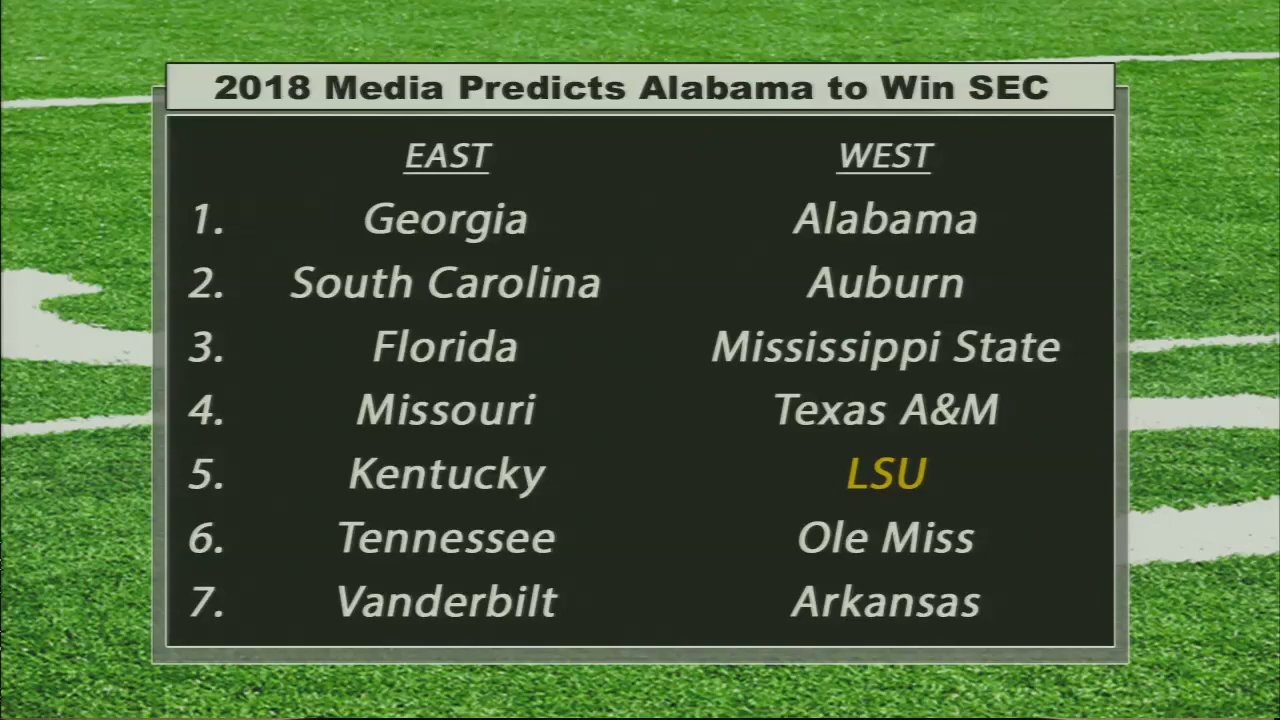 2018 Media Predicts Alabama to Win SEC
EAST WEST
1. Georgia Alabama
2. South Carolina Auburn
3. Florida Mississippi State
4. Missouri Texas A&M
5. Kentucky LSU
6. Tennessee Ole Miss
7. Vanderbilt Arkansas